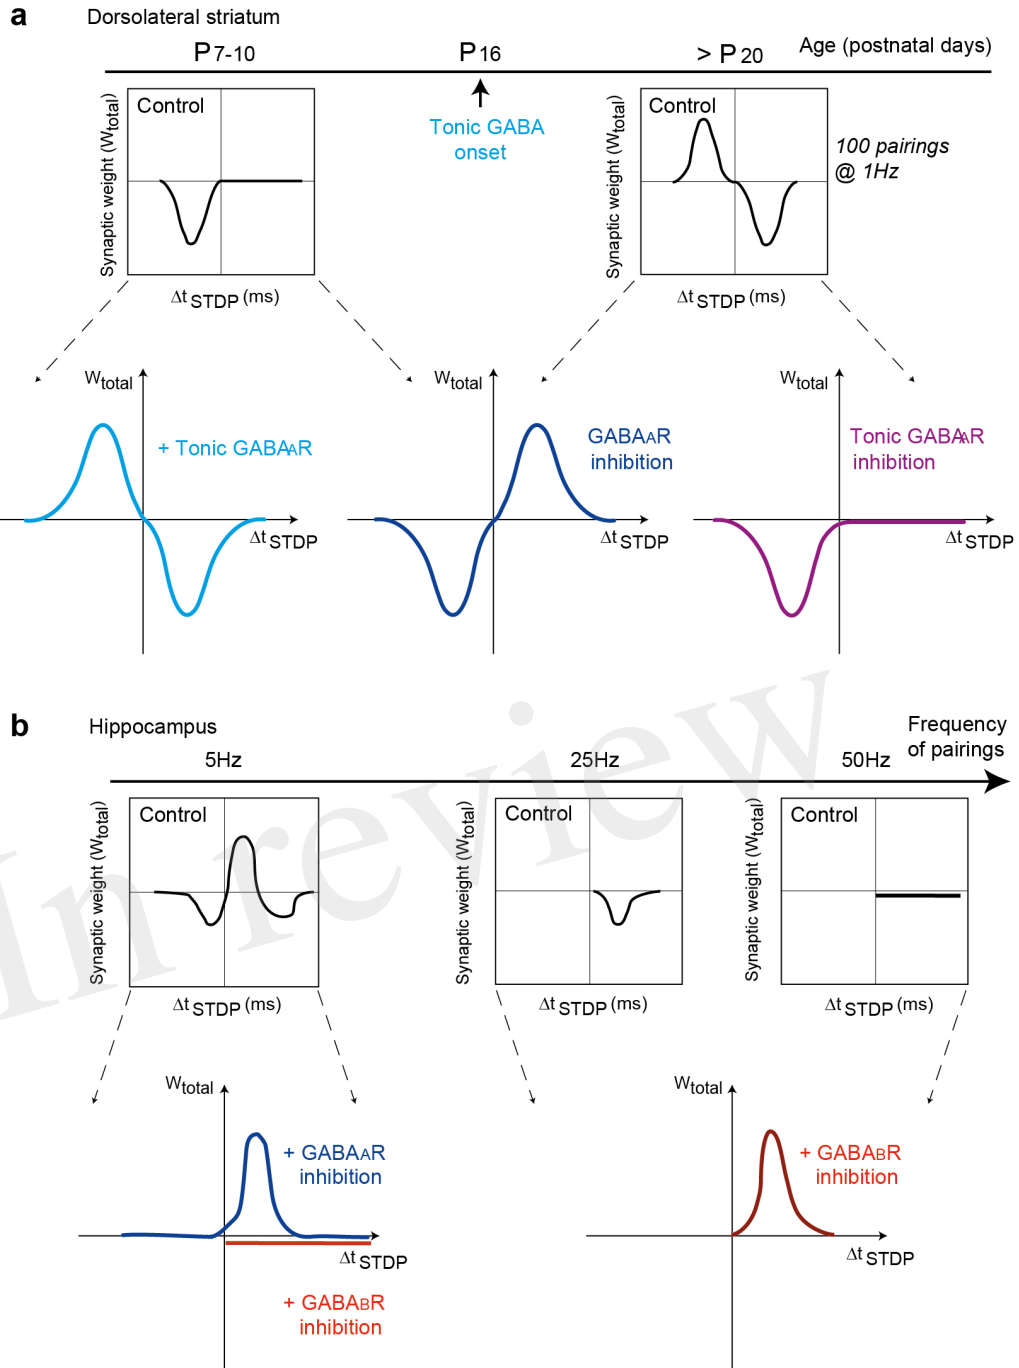 a
Dorsolateral striatum
P7-10
P16
> P20
Age (postnatal days)
Synaptic weight (Wtotal)
Control
Δt STDP (ms)
Tonic GABA
onset
Synaptic weight (Wtotal)
Control
100 pairings
@ 1Hz
Δt STDP (ms)
Wtotal
+ Tonic GABAAR
Δt STDP
Wtotal
GABAAR
inhibition
Δt STDP
Wtotal
Tonic GABAAR
inhibition
Δt STDP
b
Hippocampus
Frequency
of pairings
5Hz
25Hz
50Hz
Synaptic weight (Wtotal)
Control
Δt STDP (ms)
Synaptic weight (Wtotal)
Control
Δt STDP (ms)
Synaptic weight (Wtotal)
Control
Δt STDP (ms)
Wtotal
+ GABAAR
inhibition
Δt STDP
+ GABABR
inhibition
Wtotal
+ GABABR
inhibition
Δt STDP
In review